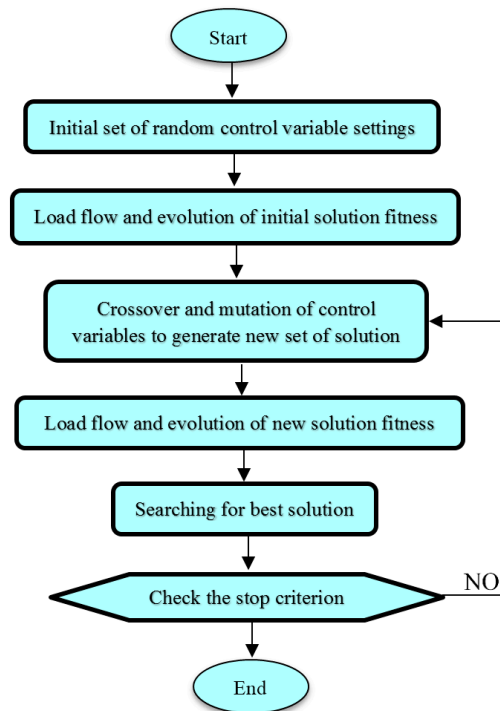 Start
Initial set of random control variable settings
Load flow and evolution of initial solution fitness
Crossover and mutation of control
variables to generate new set of solution
Load flow and evolution of new solution fitness
Searching for best solution
Check the stop criterion
NO
End